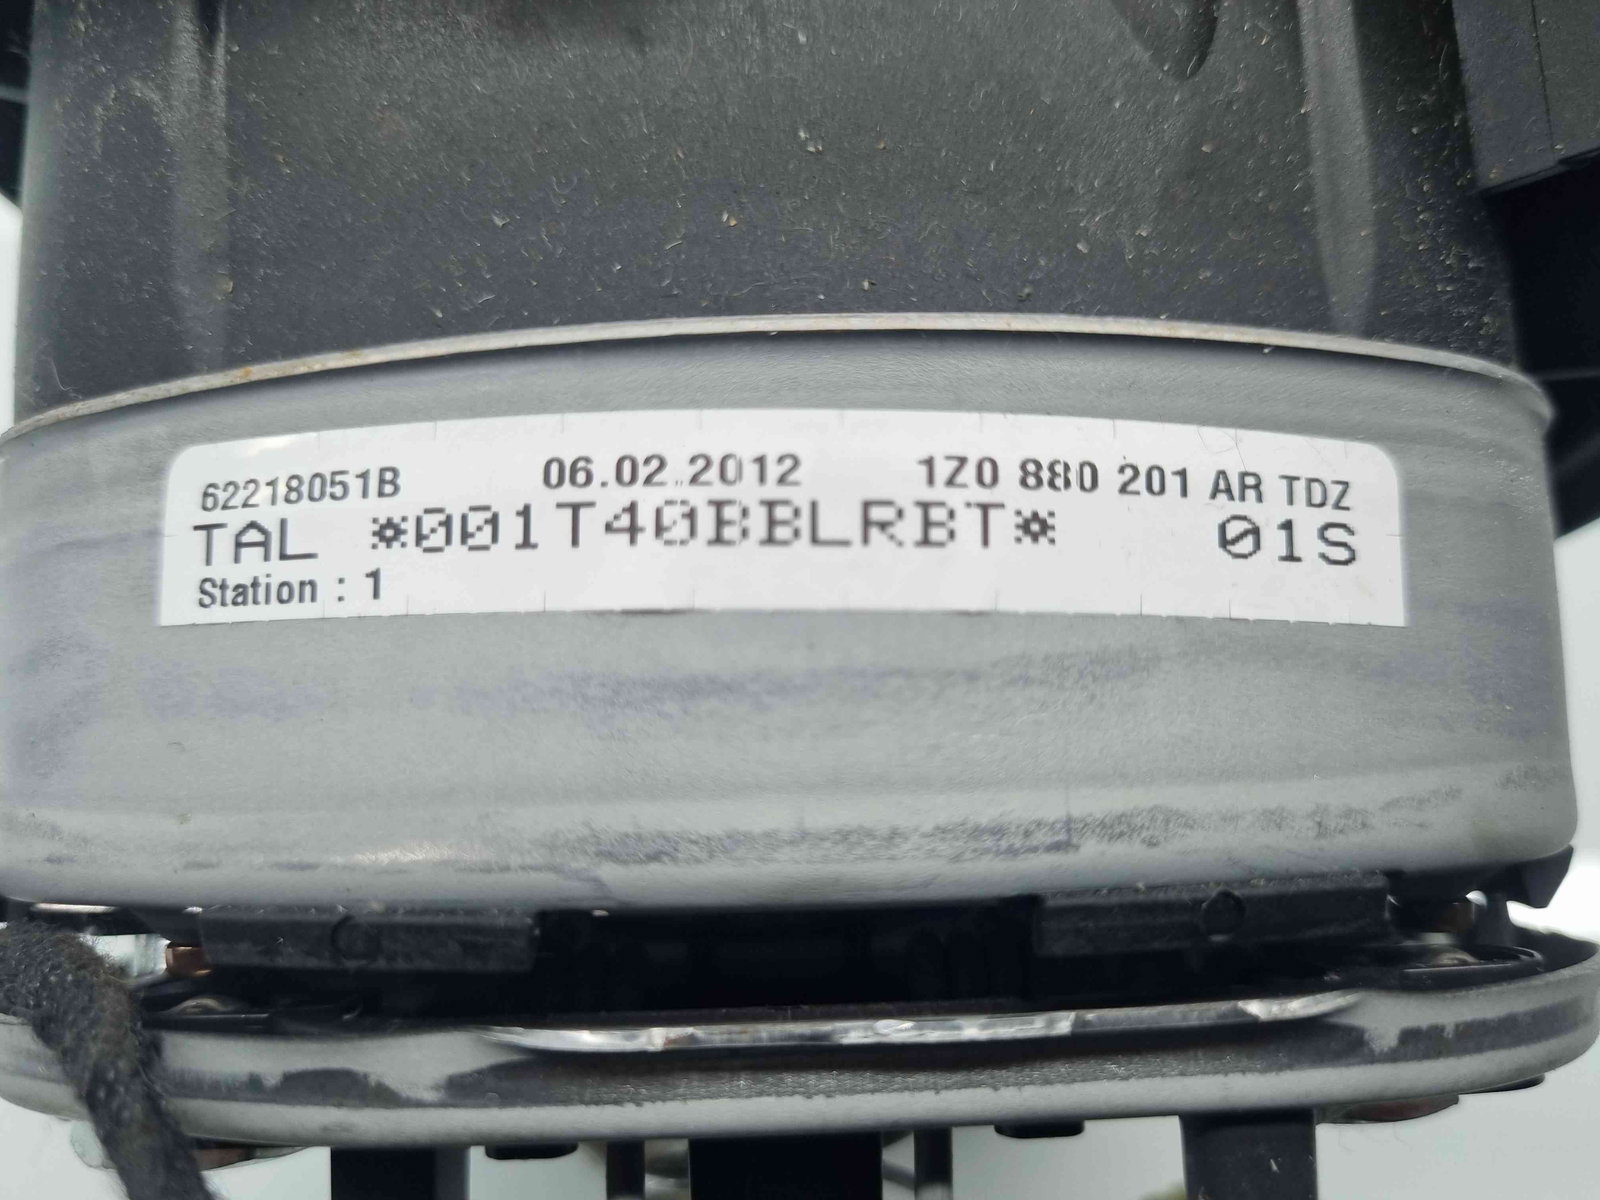 62218051B 06.02.2012 1Z0 880 201 AR TDZ
TAL *001T40BBLRBT* 01S
Station : 1